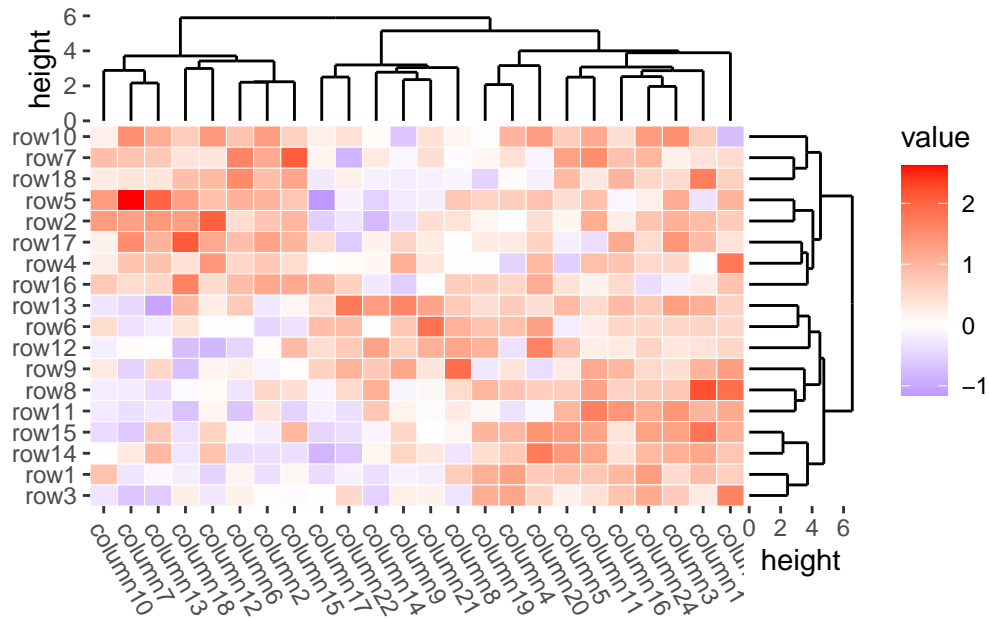 height
6
4
2
0
row10
row7
row18
row5
row2
row17
row4
row16
row13
row6
row12
row9
row8
row11
row15
row14
row1
row3
column10
column7
column13
column18
column12
column6
column2
column15
column17
column22
column14
column9
column21
column8
column19
column4
column20
column5
column11
column16
column24
column3
column1
0 2 4 6
height
value
2
1
0
−1